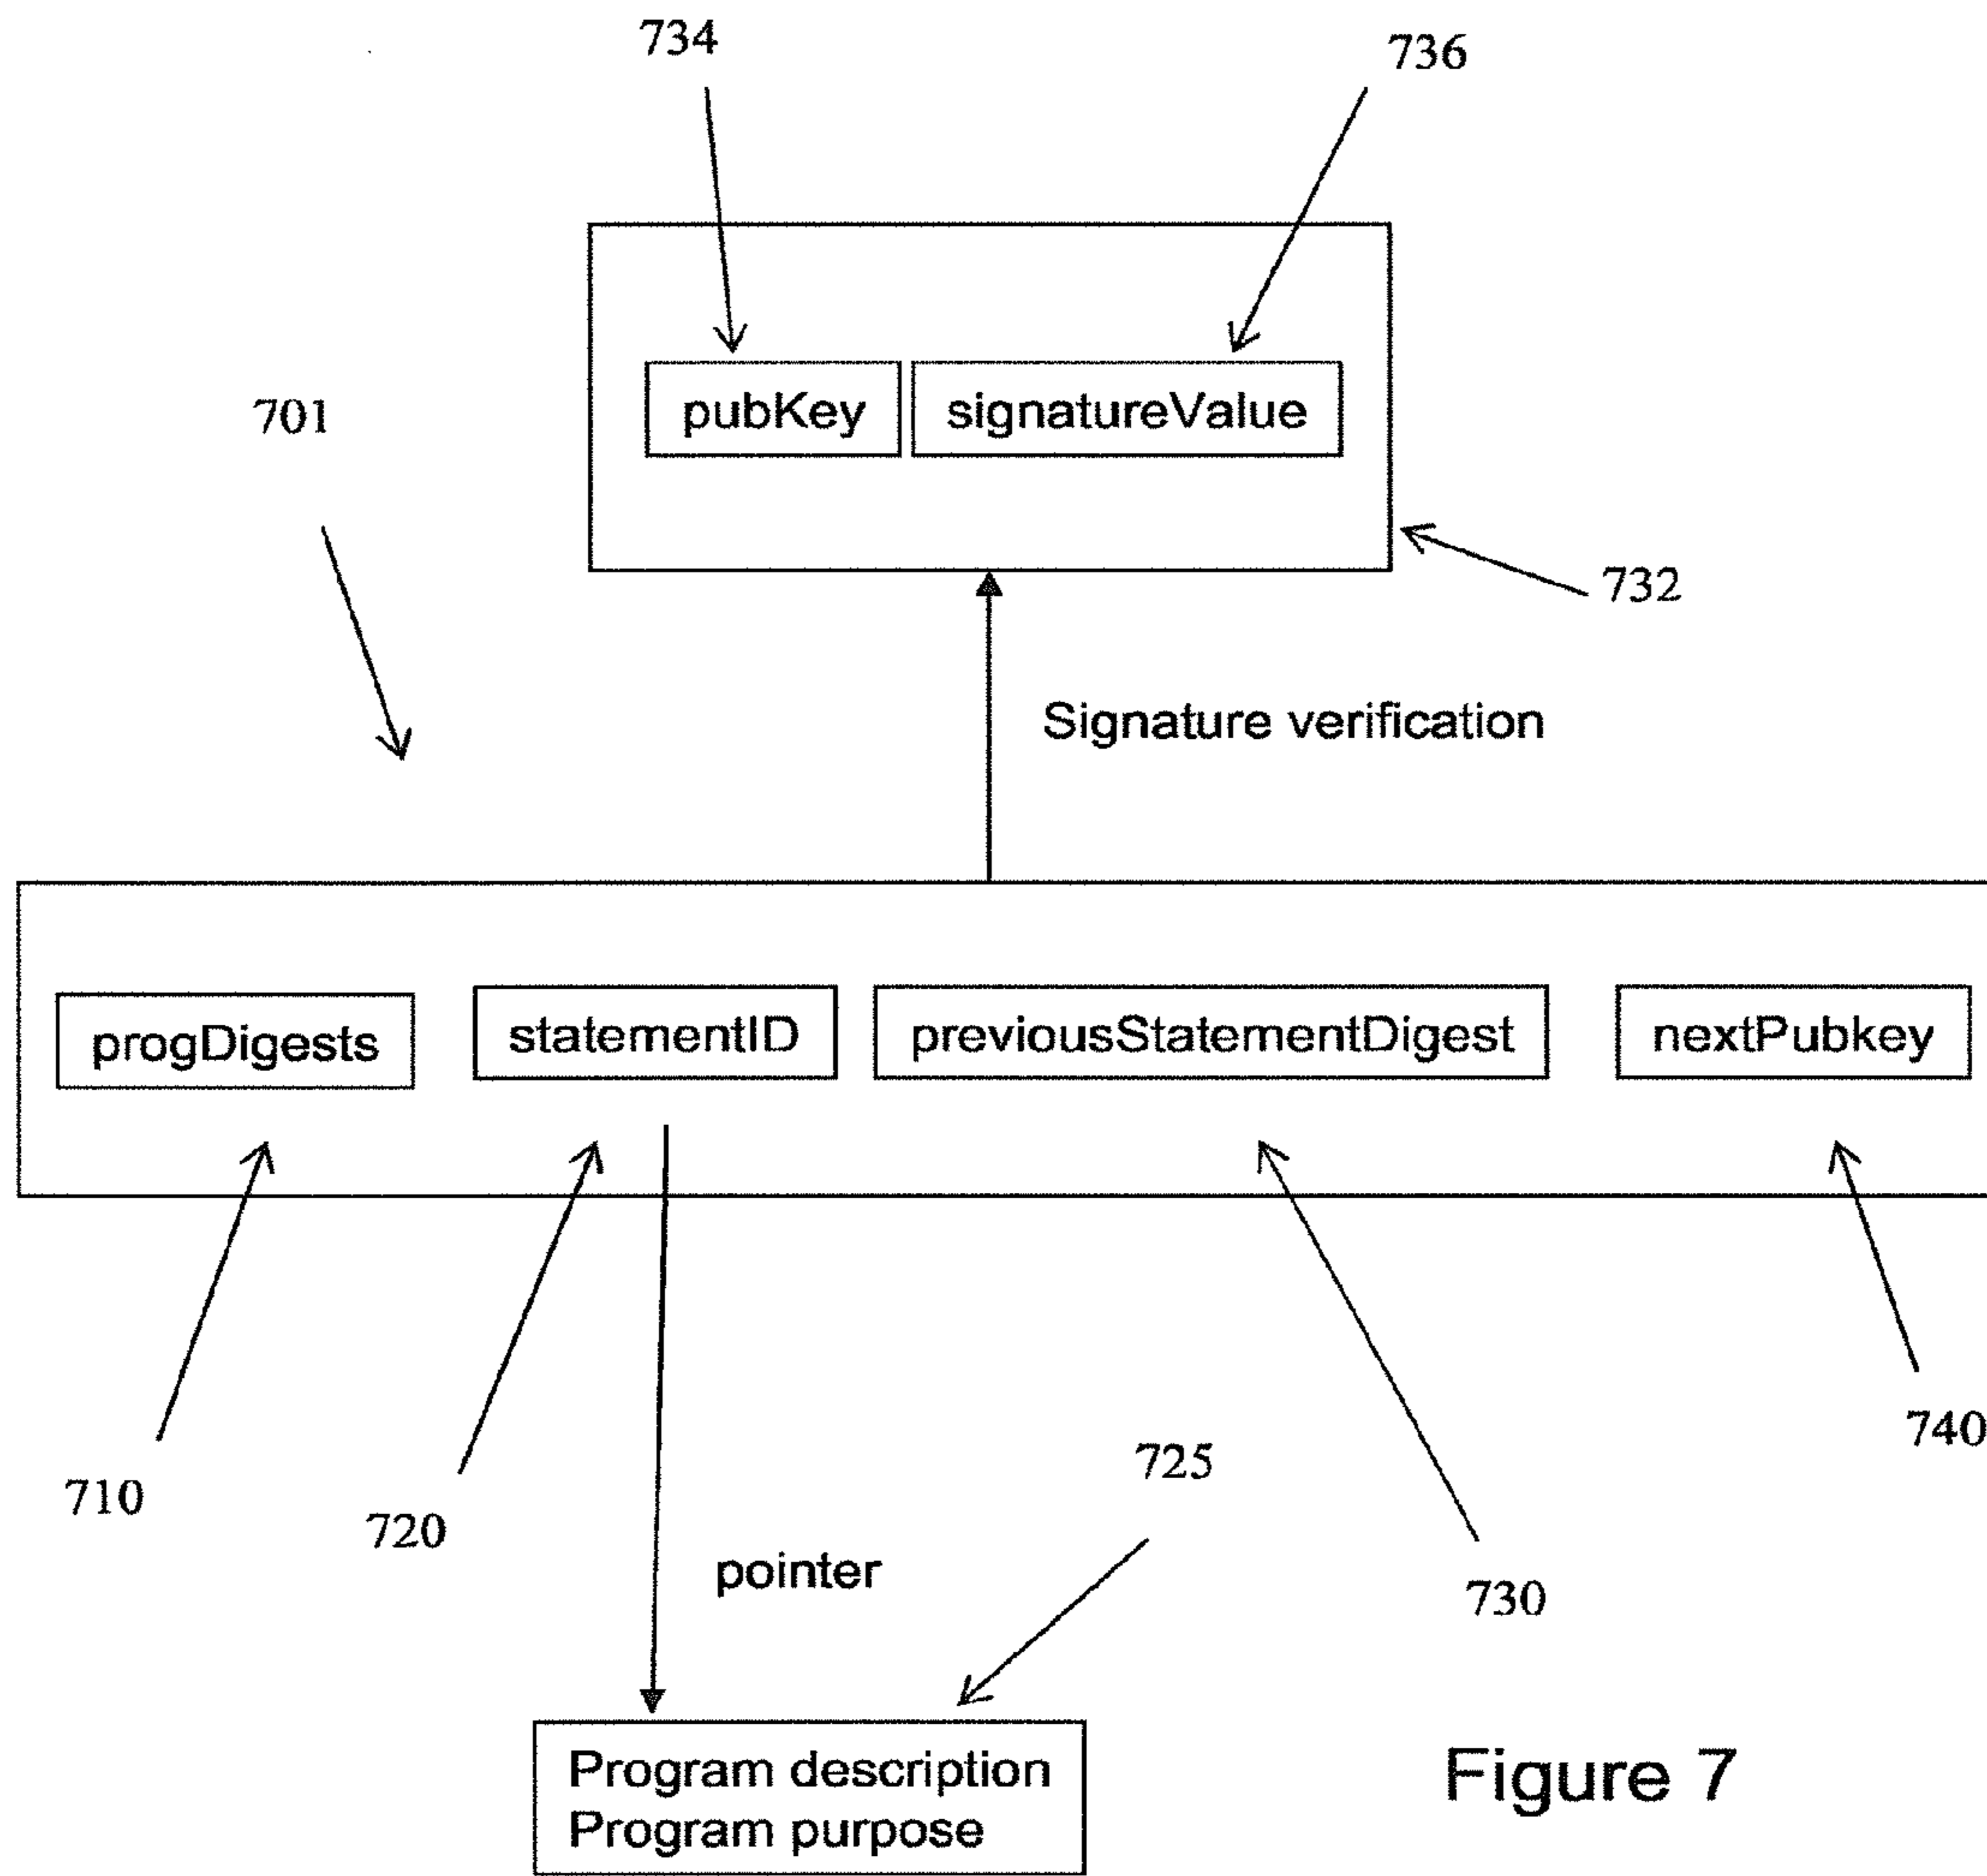 734
736
701
pubKey
signatureValue
732
Signature verification
progDigests
statementID
previousStatementDigest
nextPubkey
710
720
pointer
725
730
740
Program description
Program purpose
Figure 7